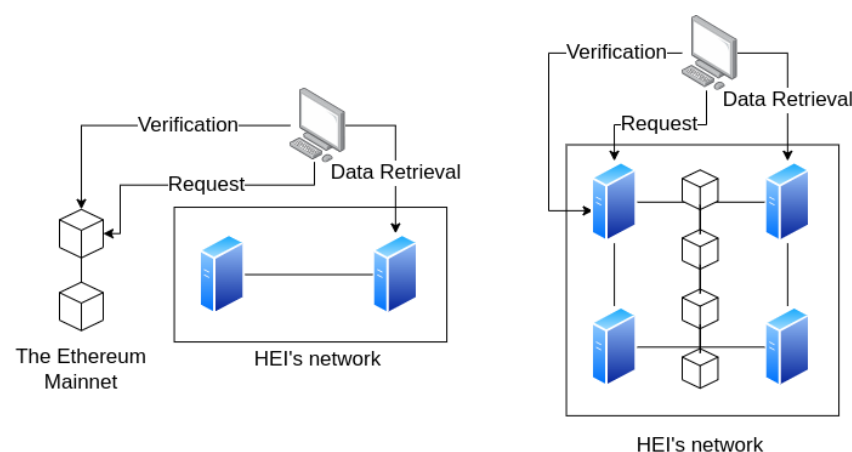 Verification
Request
Data Retrieval
The Ethereum
Mainnet
HEI's network
Verification
Data Retrieval
Request
HEI's network